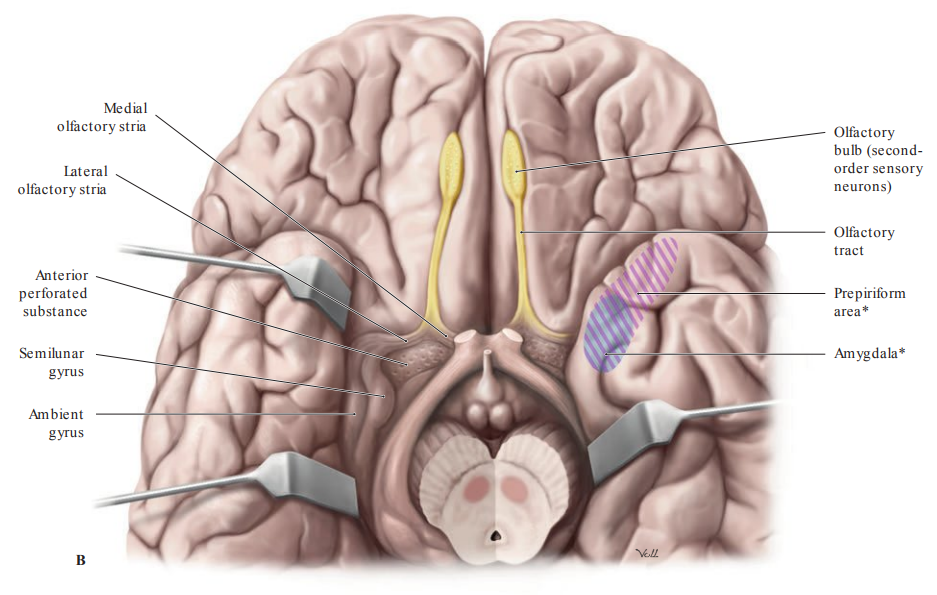 Medial
olfactory stria
Lateral
olfactory stria
Anterior
perforated
substance
Semilunar
gyrus
Ambient
gyrus
Olfactory
bulb (second-
order sensory
neurons)
Olfactory
tract
Prepiriform
area*
Amygdala*
B
Voll